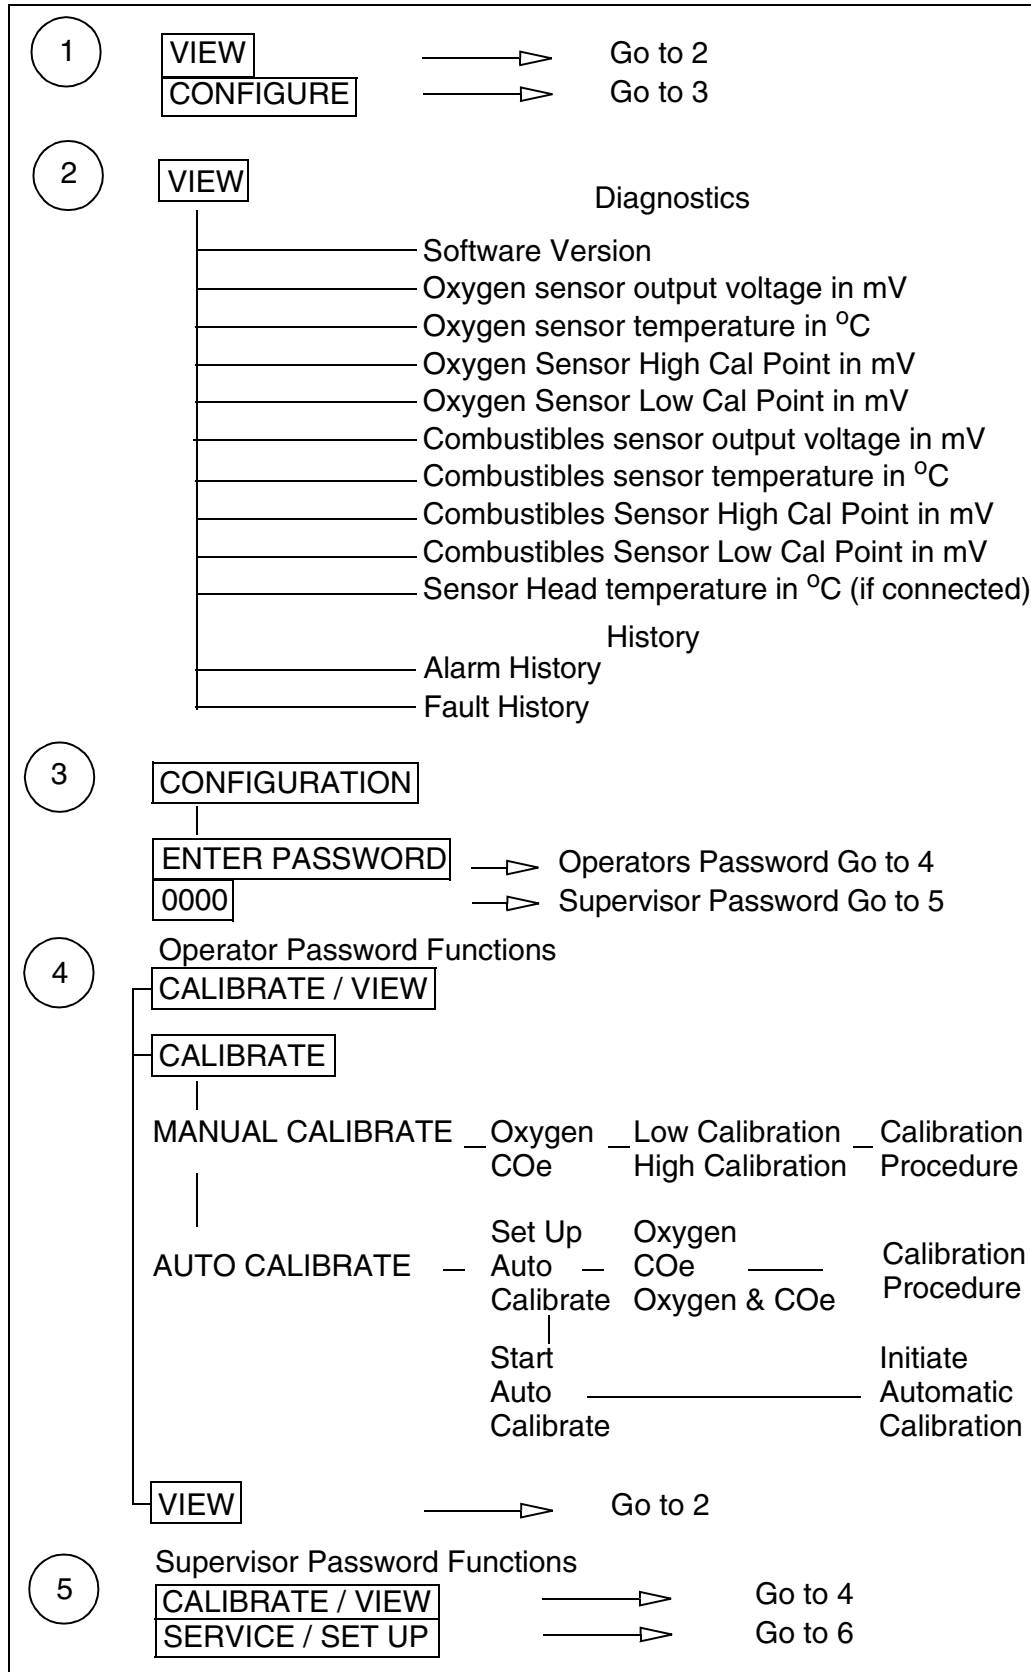 1
VIEW Go to 2
CONFIGURE Go to 3
2
VIEW
Diagnostics
Software Version
Oxygen sensor output voltage in mV
Oxygen sensor temperature in °C
Oxygen Sensor High Cal Point in mV
Oxygen Sensor Low Cal Point in mV
Combustibles sensor output voltage in mV
Combustibles sensor temperature in °C
Combustibles Sensor High Cal Point in mV
Combustibles Sensor Low Cal Point in mV
Sensor Head temperature in °C (if connected)
History
Alarm History
Fault History
3
CONFIGURATION
ENTER PASSWORD Operators Password Go to 4
0000 Supervisor Password Go to 5
4
Operator Password Functions
CALIBRATE / VIEW
CALIBRATE
MANUAL CALIBRATE Oxygen Low Calibration Calibration
COe High Calibration Procedure
Set Up Oxygen
AUTO CALIBRATE Auto COe Calibration
Calibrate Oxygen & COe Procedure
Start Initiate
Auto Automatic
Calibrate Calibration
VIEW Go to 2
5
Supervisor Password Functions
CALIBRATE / VIEW Go to 4
SERVICE / SET UP Go to 6